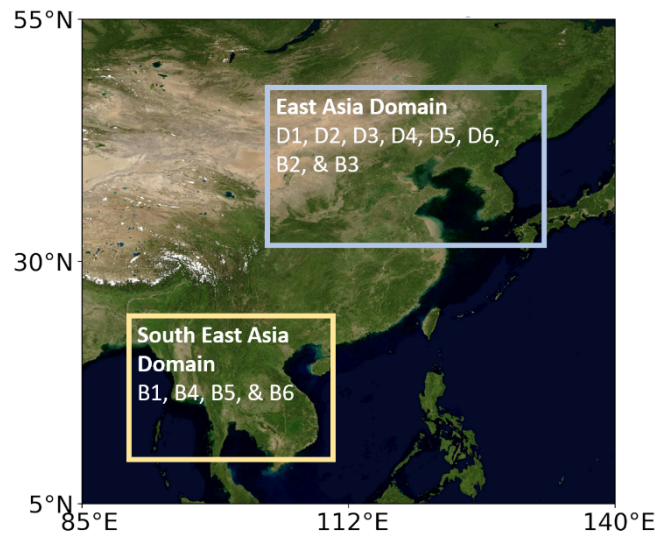 55°N
East Asia Domain
D1, D2, D3, D4, D5, D6,
B2, & B3
30°N
South East Asia
Domain
B1, B4, B5, & B6
5°N
85°E
112°E
140°E